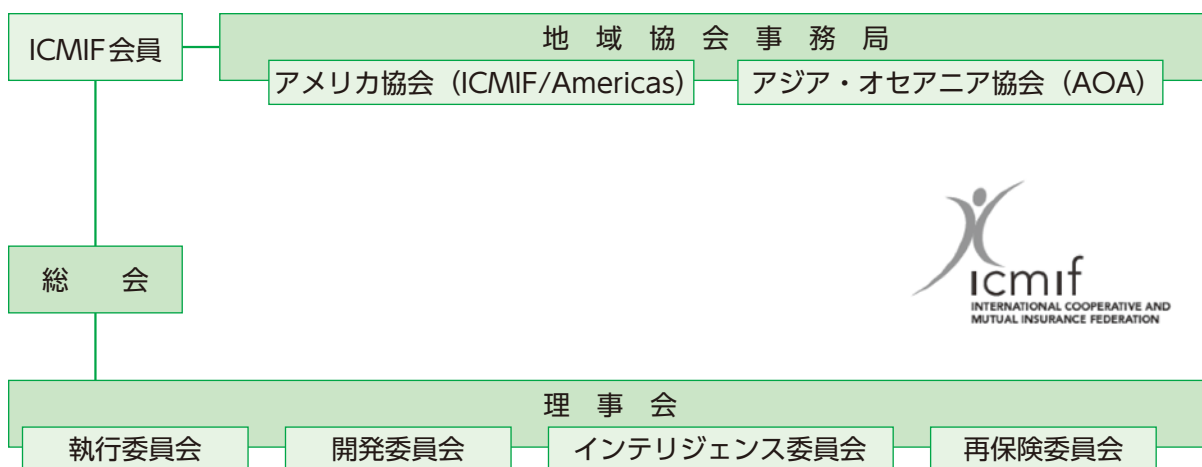 ICMIF会員
地域協会事務局
アメリカ協会（ICMIF/Americas）
アジア・オセアニア協会（AOA）
icmif
INTERNATIONAL COOPERATIVE AND
MUTUAL INSURANCE FEDERATION
総会
理事会
執行委員会
開発委員会
インテリジェンス委員会
再保険委員会